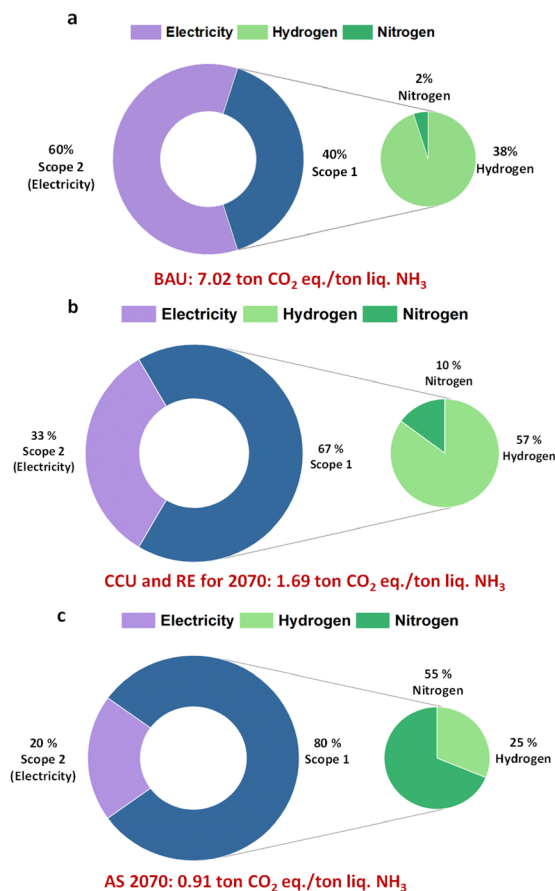 a
Electricity Hydrogen Nitrogen
2%
Nitrogen
60%
Scope 2
(Electricity)
40%
Scope 1
38%
Hydrogen
BAU: 7.02 ton CO₂ eq./ton liq. NH₃
b
Electricity Hydrogen Nitrogen
10 %
Nitrogen
33 %
Scope 2
(Electricity)
67 %
Scope 1
57 %
Hydrogen
CCU and RE for 2070: 1.69 ton CO₂ eq./ton liq. NH₃
c
Electricity Hydrogen Nitrogen
55 %
Nitrogen
20 %
Scope 2
(Electricity)
80 %
Scope 1
25 %
Hydrogen
AS 2070: 0.91 ton CO₂ eq./ton liq. NH₃